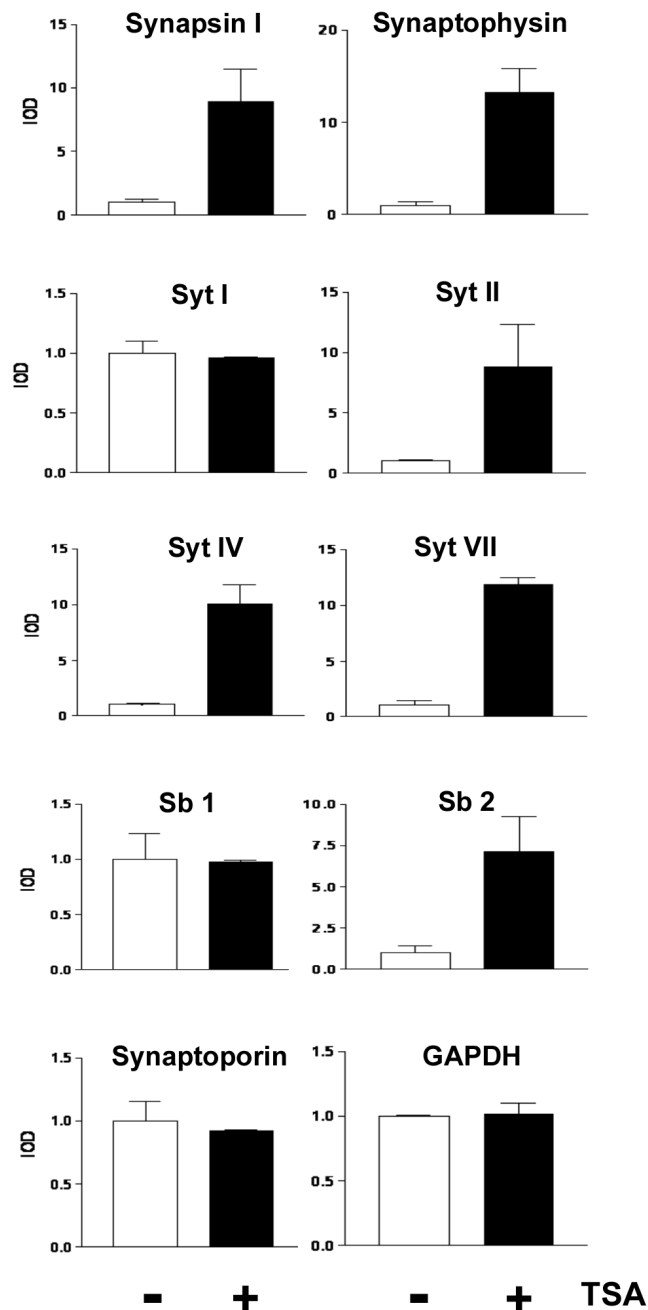 Synapsin I
15
10
5
0
IOD
Synaptophysin
20
10
0
Syt I
1.5
1.0
0.5
0.0
IOD
Syt II
15
10
5
0
Syt IV
15
10
5
0
IOD
Syt VII
15
10
5
0
Sb 1
1.5
1.0
0.5
0.0
IOD
Sb 2
10.0
7.5
5.0
2.5
0.0
Synaptoporin
1.5
1.0
0.5
0.0
IOD
GAPDH
1.5
1.0
0.5
0.0
- + - + TSA